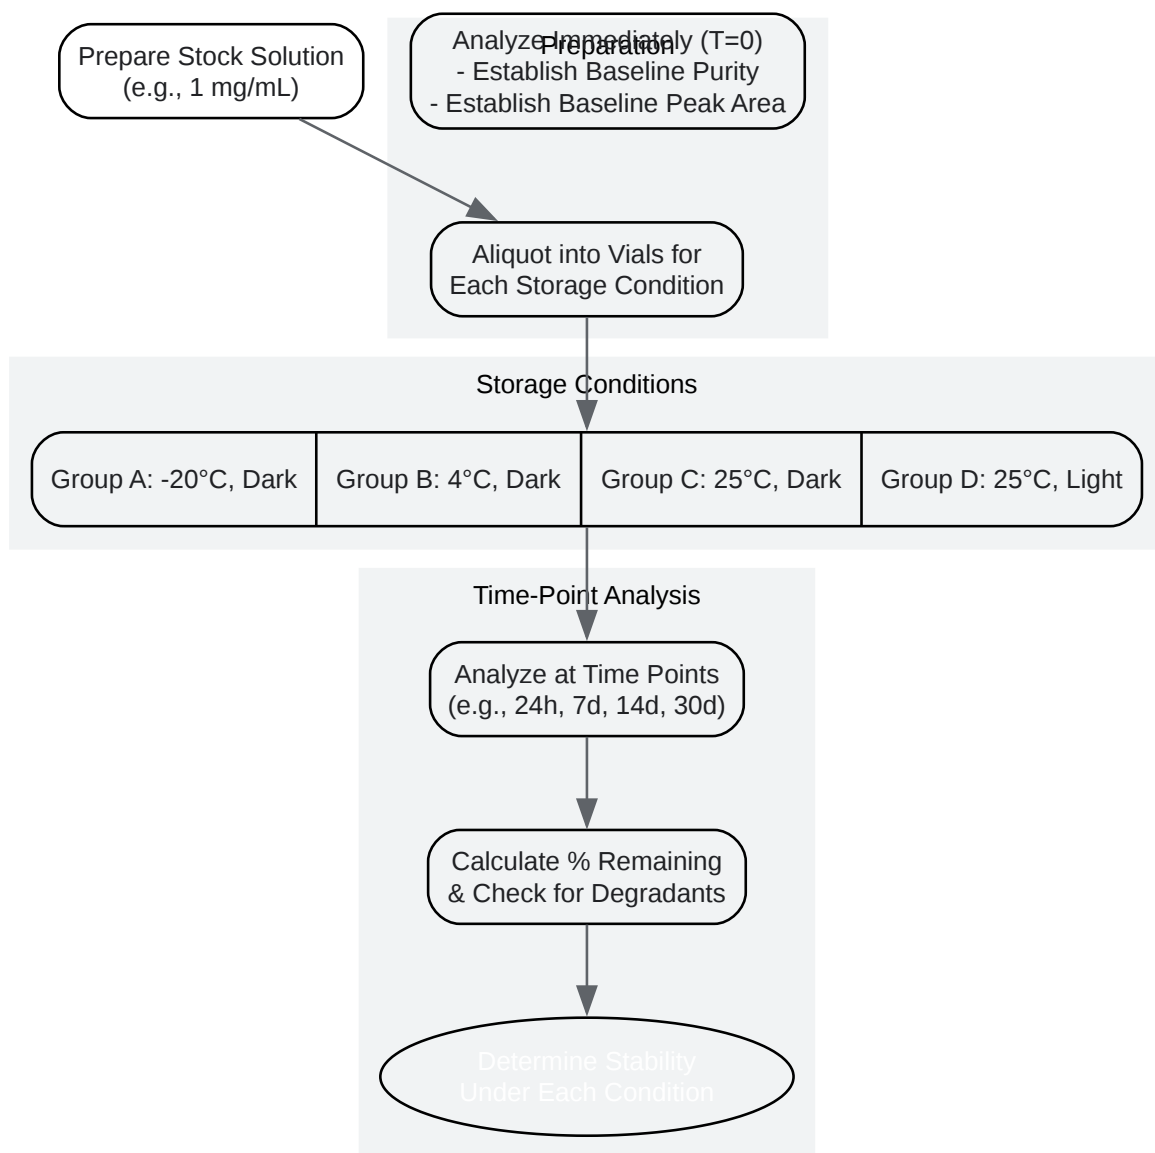 Prepare Stock Solution
(e.g., 1 mg/mL)
Preparation
Analyze Immediately (T=0)
- Establish Baseline Purity
- Establish Baseline Peak Area
Aliquot into Vials for
Each Storage Condition
Storage Conditions
Group A: -20°C, Dark
Group B: 4°C, Dark
Group C: 25°C, Dark
Group D: 25°C, Light
Time-Point Analysis
Analyze at Time Points
(e.g., 24h, 7d, 14d, 30d)
Calculate % Remaining
& Check for Degradants
Determine Stability
Under Each Condition